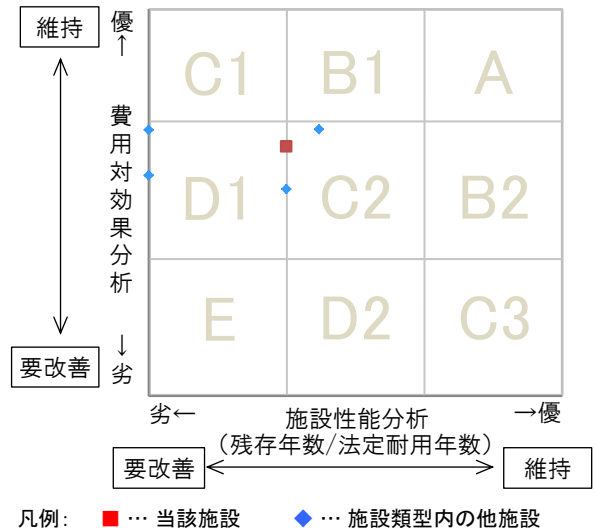 維持
優
↑
費用対効果分析
↓
劣
要改善
C1 B1 A
D1 C2 B2
E D2 C3
劣← 施設性能分析 →優
（残存年数/法定耐用年数）
要改善 維持
凡例： ■ … 当該施設 ◆ … 施設類型内の他施設